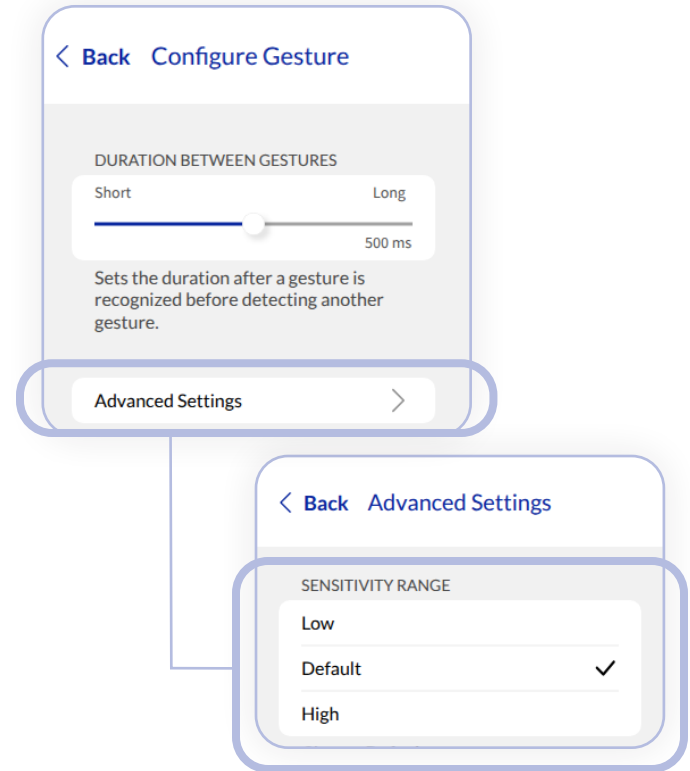 Back Configure Gesture
DURATION BETWEEN GESTURES
Short Long
500 ms
Sets the duration after a gesture is
recognized before detecting another
gesture.
Advanced Settings
Back Advanced Settings
SENSITIVITY RANGE
Low
Default
High